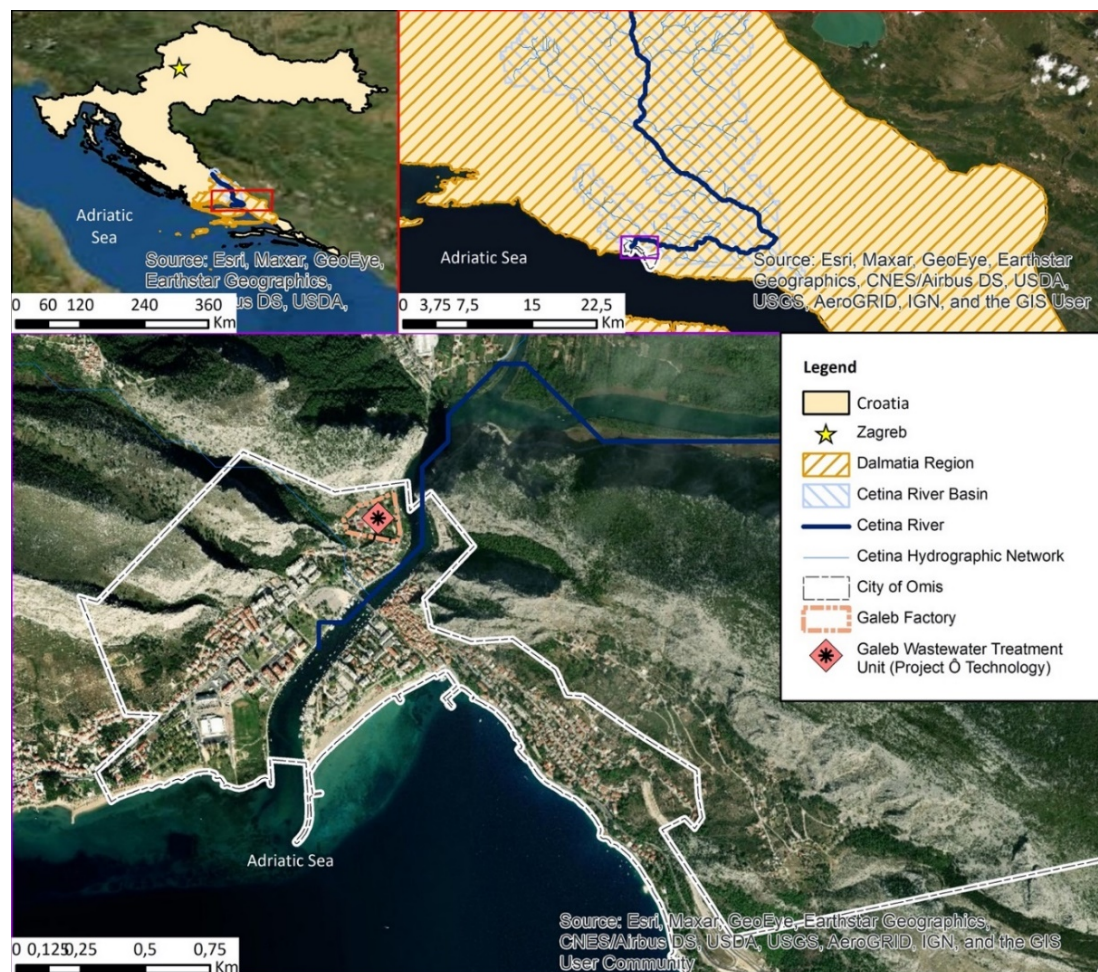 Adriatic
Sea
Source: Esri, Maxar, GeoEye,
Earthstar Geographics,
us DS, USDA,
0 60 120 240 360
Km
Adriatic Sea
Source: Esri, Maxar, GeoEye, Earthstar
Geographics, CNES/Airbus DS, USDA,
USGS, AeroGRID, IGN, and the GIS User
0 3,75 7,5 15 22,5
Km
Legend
Croatia
Zagreb
Dalmatia Region
Cetina River Basin
Cetina River
Cetina Hydrographic Network
City of Omis
Galeb Factory
Galeb Wastewater Treatment
Unit (Project Ô Technology)
Adriatic Sea
Source: Esri, Maxar, GeoEye, Earthstar Geographics,
CNES/Airbus DS, USDA, USGS, AeroGRID, IGN, and the GIS
User Community
0 0,125 0,25 0,5 0,75
Km